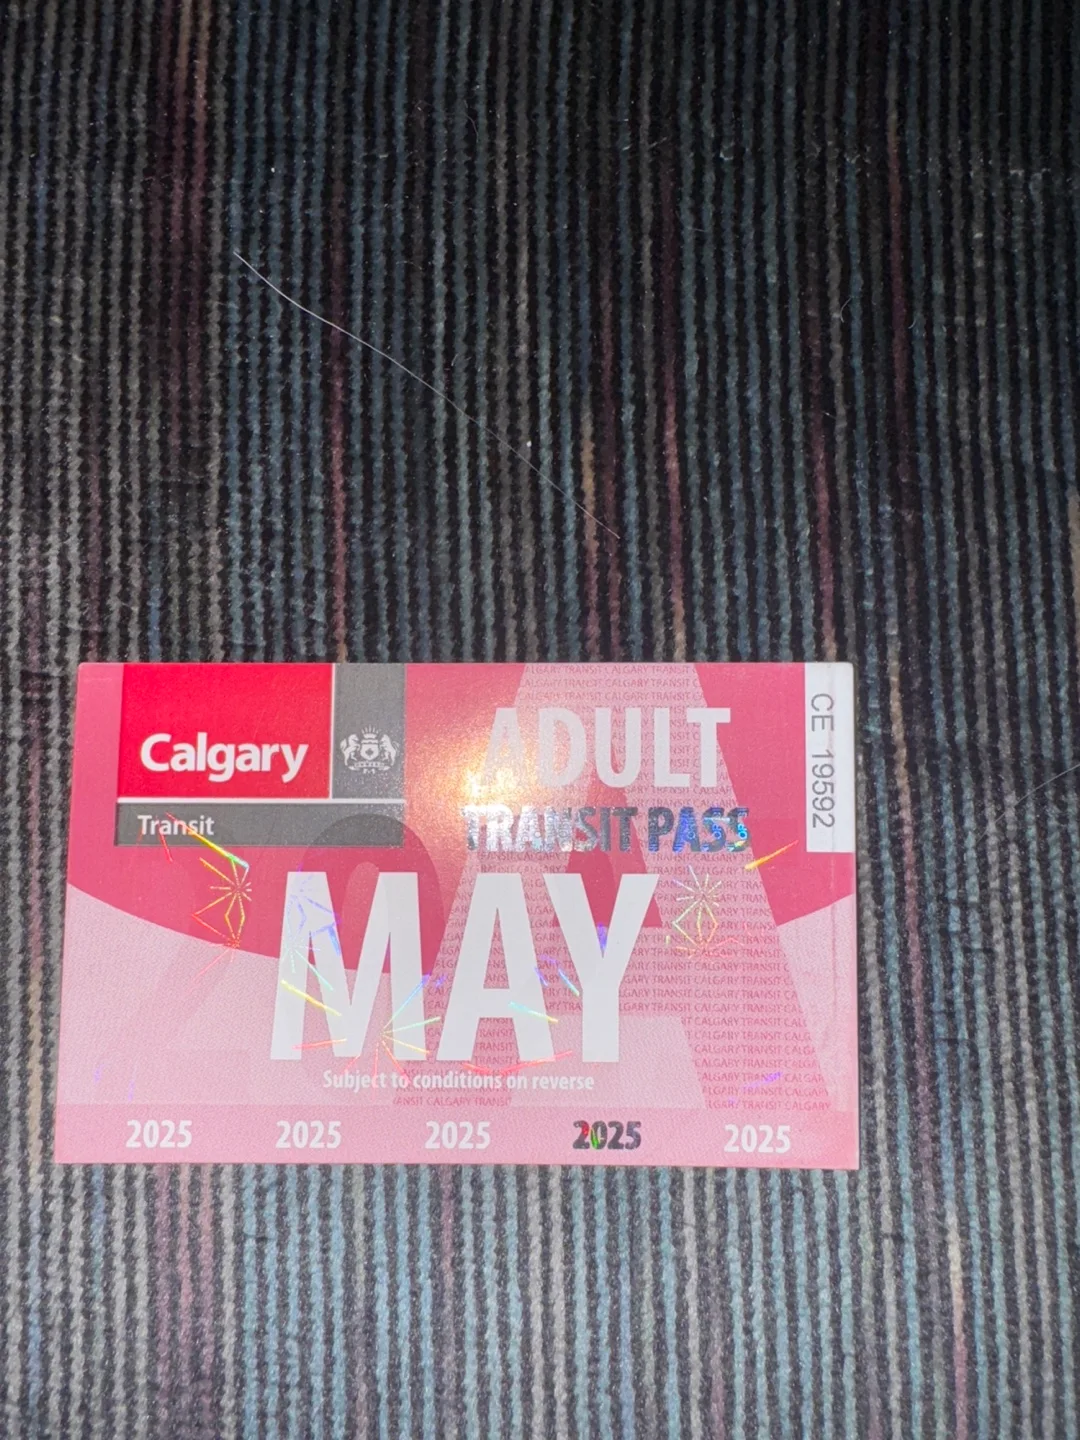 Calgary
Transit
ADULT
TRANSIT PASS
CE 19592
MAY
Subject to conditions on reverse
2025 2025 2025 2025 2025